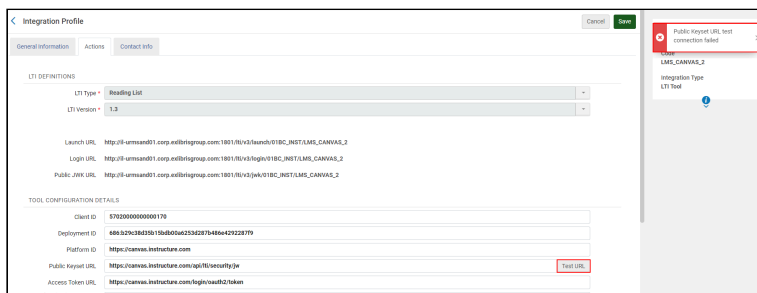 Integration Profile
Cancel
Save
General Information
Actions
Contact Info
Public Keyset URL test
connection failed
Code
LMS_CANVAS_2
Integration Type
LTI Tool
LTI DEFINITIONS
LTI Type * Reading List
LTI Version * 1.3
Launch URL http://il-urmsand01.corp.exlibrisgroup.com:1801/lti/v3/launch/01BC_INST/LMS_CANVAS_2
Login URL http://il-urmsand01.corp.exlibrisgroup.com:1801/lti/v3/login/01BC_INST/LMS_CANVAS_2
Public JWK URL http://il-urmsand01.corp.exlibrisgroup.com:1801/lti/v3/jwk/01BC_INST/LMS_CANVAS_2
TOOL CONFIGURATION DETAILS
Client ID 57020000000000170
Deployment ID 686:b29c38d35b15bdb00a6253d287b486e4292287f9
Platform ID https://canvas.instructure.com
Public Keyset URL https://canvas.instructure.com/api/lti/security/jw Test URL
Access Token URL https://canvas.instructure.com/login/oauth2/token